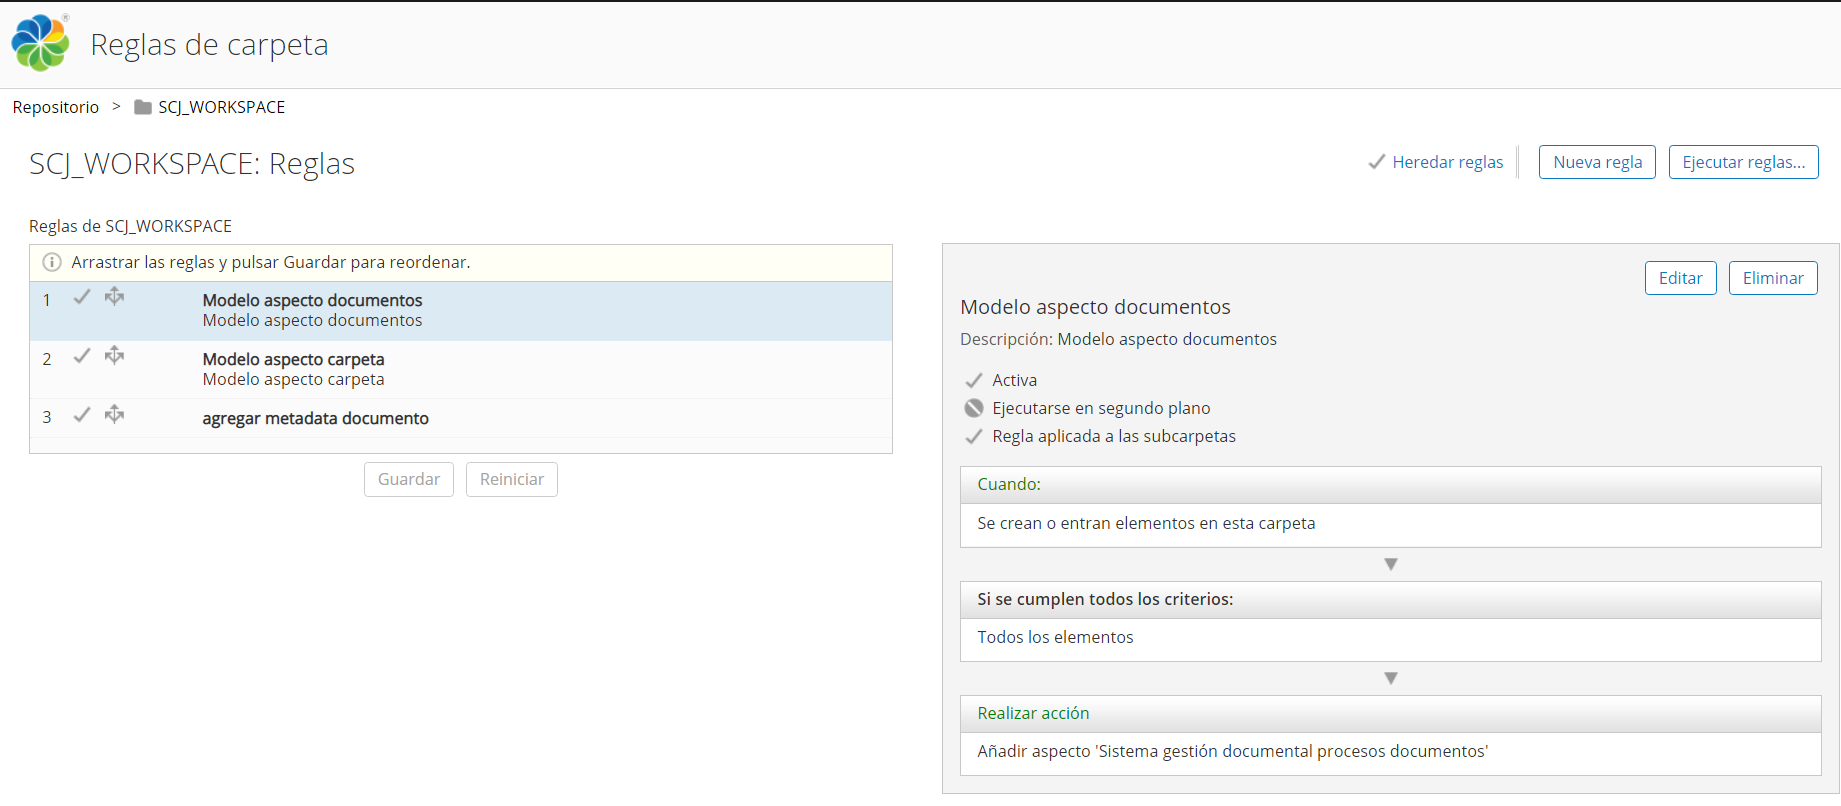 Reglas de carpeta
Repositorio > SCJ_WORKSPACE
SCJ_WORKSPACE: Reglas
Heredar reglas
Nueva regla
Ejecutar reglas...
Reglas de SCJ_WORKSPACE
Arrastrar las reglas y pulsar Guardar para reordenar.
1 Modelo aspecto documentos
Modelo aspecto documentos
2 Modelo aspecto carpeta
Modelo aspecto carpeta
3 agregar metadata documento
Guardar
Reiniciar
Editar
Eliminar
Modelo aspecto documentos
Descripción: Modelo aspecto documentos
Activa
Ejecutarse en segundo plano
Regla aplicada a las subcarpetas
Cuando:
Se crean o entran elementos en esta carpeta
Si se cumplen todos los criterios:
Todos los elementos
Realizar acción
Añadir aspecto 'Sistema gestión documental procesos documentos'